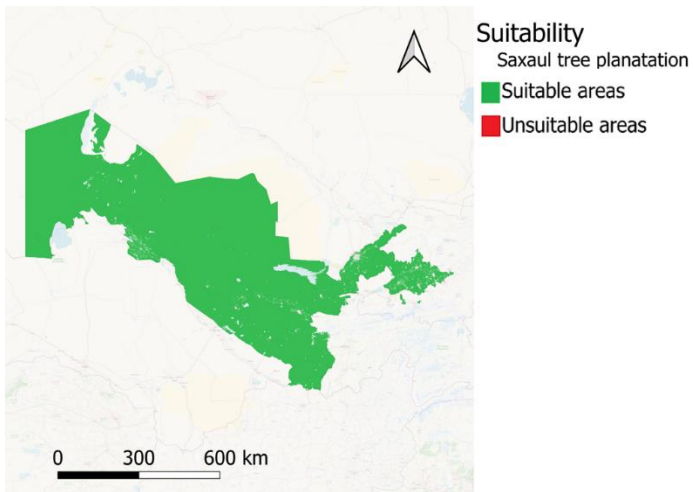 Suitability
Saxaul tree planatation
Suitable areas
Unsuitable areas
0 300 600 km